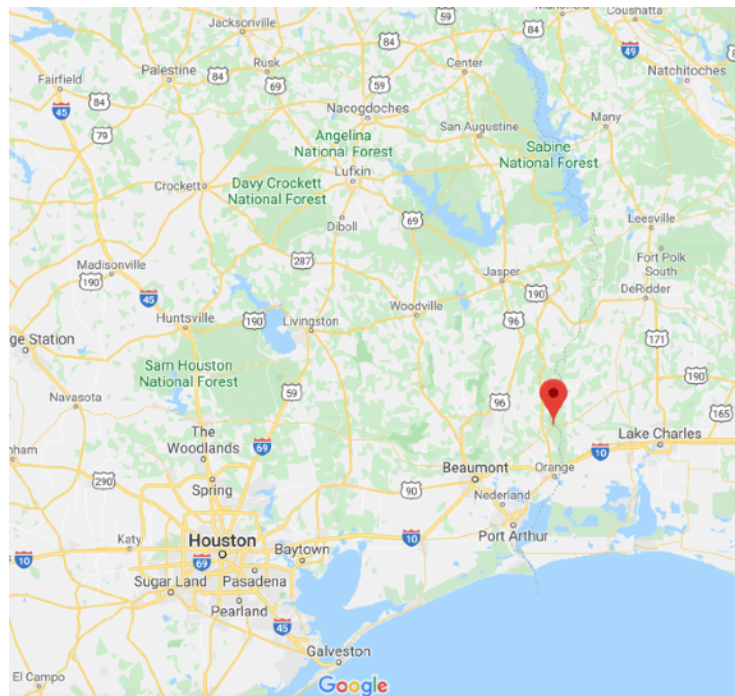 59
Mansfield
Coushatta
Jacksonville
84
84
49
Fairfield
Palestine
84
Rusk
69
59
Center
84
Natchitoches
84
45
79
Nacogdoches
Many
Angelina
National Forest
San Augustine
Sabine
National Forest
Lufkin
Crockett
Davy Crockett
National Forest
Diboll
69
Leesville
287
Fort Polk
South
Madisonville
190
45
Jasper
190
DeRidder
Huntsville
190
Livingston
Woodville
96
171
ge Station
Sam Houston
National Forest
59
190
Navasota
96
165
The
Woodlands
69
Lake Charles
10
nham
290
Spring
Beaumont
Orange
90
Nederland
Port Arthur
Katy
Houston
10
10
69
Baytown
Sugar Land
Pasadena
Pearland
45
Galveston
El Campo
Google